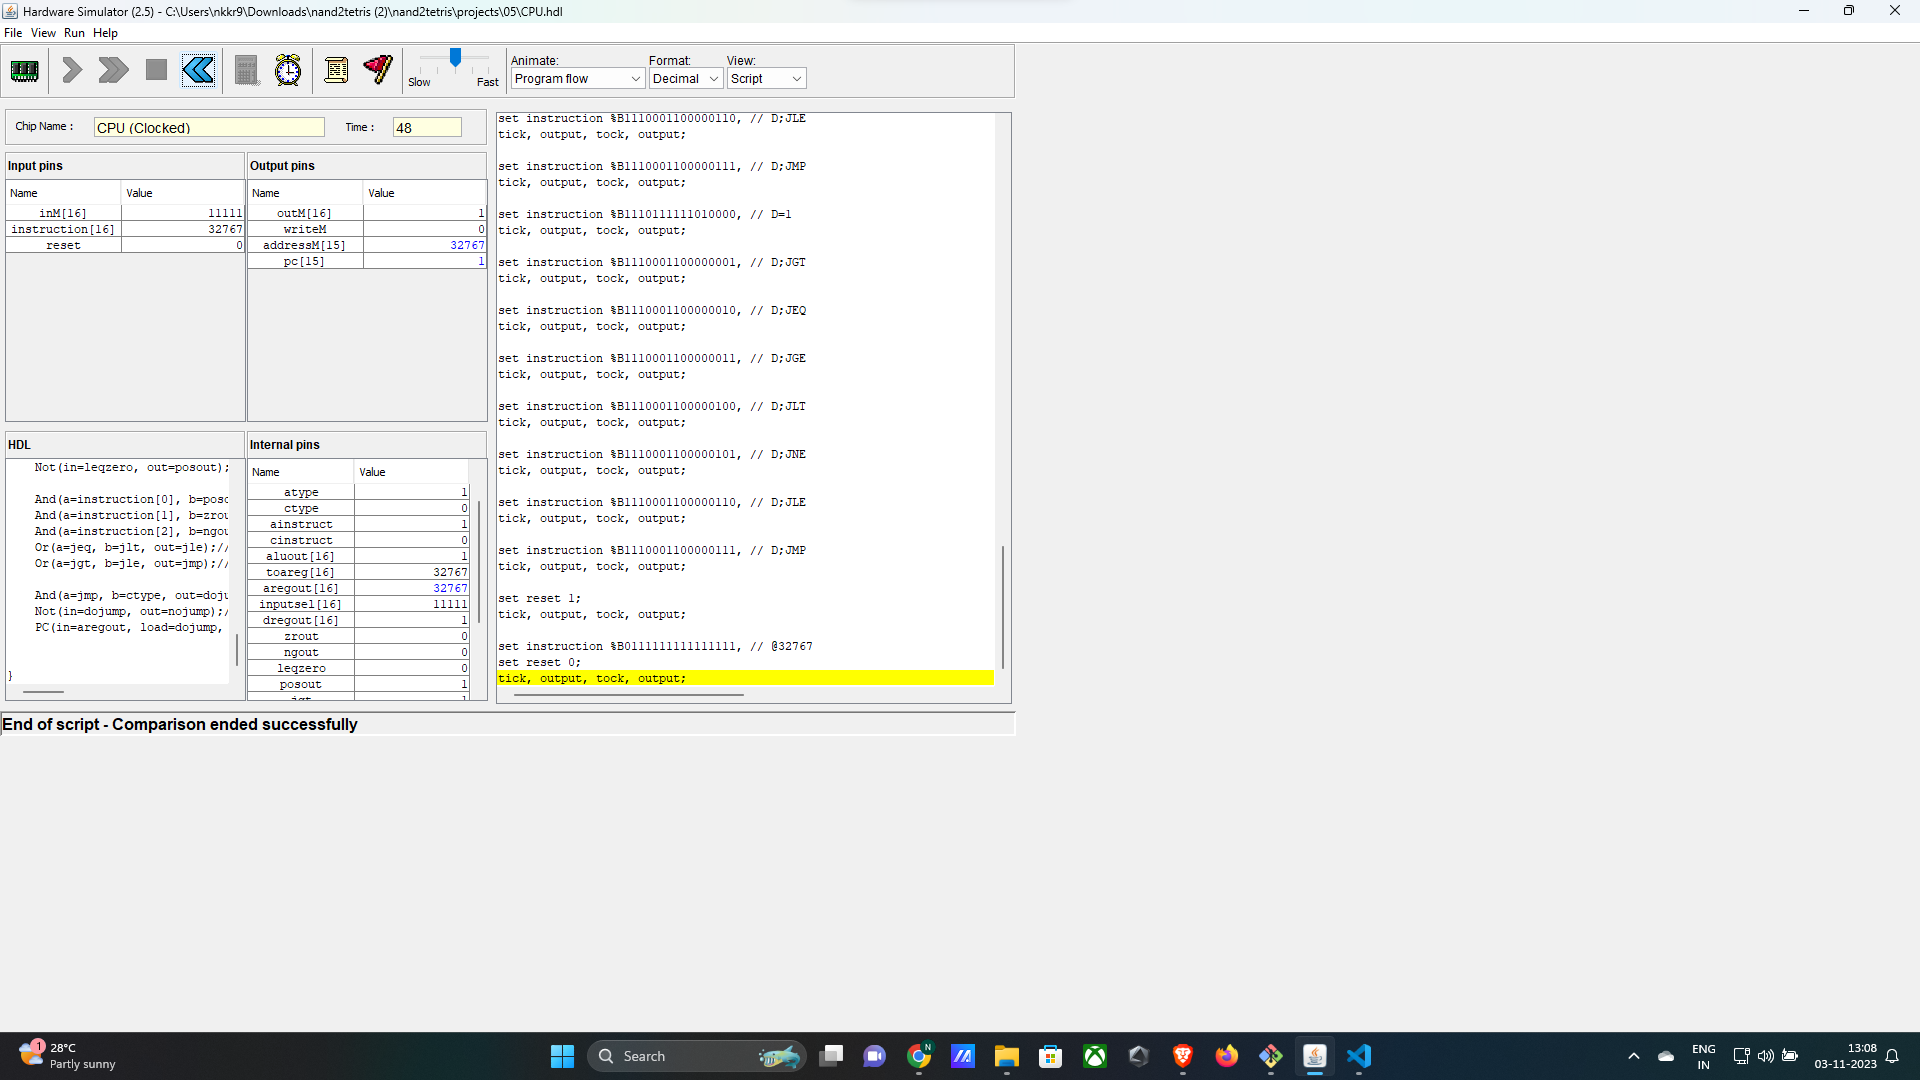 Hardware Simulator (2.5) - C:\Users\nkkr9\Downloads\nand2tetris (2)\nand2tetris\projects\05\CPU.hdl
File View Run Help
Slow Fast
Animate: Format: View:
Program flow Decimal Script
Chip Name : CPU (Clocked) Time : 48
Input pins
Name Value
inM[16] 11111
instruction[16] 32767
reset 0
Output pins
Name Value
outM[16] 1
writeM 0
addressM[15] 32767
pc[15] 1
HDL
Not(in=leqzero, out=posout);
And(a=instruction[0], b=poso
And(a=instruction[1], b=zrou
And(a=instruction[2], b=ngou
Or(a=jeq, b=jlt, out=jle);//
Or(a=jgt, b=jle, out=jmp);//
And(a=jmp, b=ctype, out=doju
Not(in=dojump, out=nojump);/
PC(in=aregout, load=dojump,
}
Internal pins
Name Value
atype 1
ctype 0
ainstruct 1
cinstruct 0
aluout[16] 1
toareg[16] 32767
aregout[16] 32767
inputsel[16] 11111
dregout[16] 1
zrout 0
ngout 0
leqzero 0
posout 1
jgt 1
set instruction %B1110001100000110, // D;JLE
tick, output, tock, output;
set instruction %B1110001100000111, // D;JMP
tick, output, tock, output;
set instruction %B1110111111010000, // D=1
tick, output, tock, output;
set instruction %B1110001100000001, // D;JGT
tick, output, tock, output;
set instruction %B1110001100000010, // D;JEQ
tick, output, tock, output;
set instruction %B1110001100000011, // D;JGE
tick, output, tock, output;
set instruction %B1110001100000100, // D;JLT
tick, output, tock, output;
set instruction %B1110001100000101, // D;JNE
tick, output, tock, output;
set instruction %B1110001100000110, // D;JLE
tick, output, tock, output;
set instruction %B1110001100000111, // D;JMP
tick, output, tock, output;
set reset 1;
tick, output, tock, output;
set instruction %B0111111111111111, // @32767
set reset 0;
tick, output, tock, output;
End of script - Comparison ended successfully
1
28°C
Partly sunny
Search
N
ENG
IN
13:08
03-11-2023